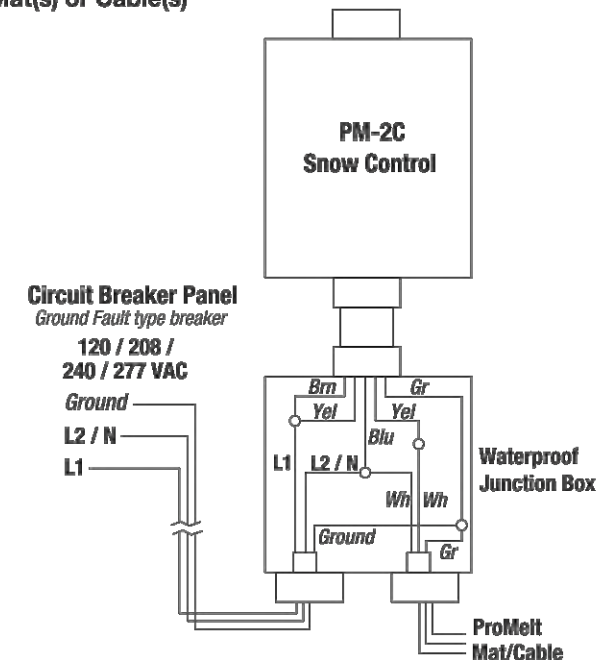 Mat(s) or Cable(s)
PM-2C
Snow Control
Circuit Breaker Panel
Ground Fault type breaker
120 / 208 /
240 / 277 VAC
Ground
L2 / N
L1
Brn
Gr
Yel
Yel
Blu
L1
L2 / N
Waterproof
Junction Box
Wh
Wh
Ground
Gr
ProMelt
Mat/Cable